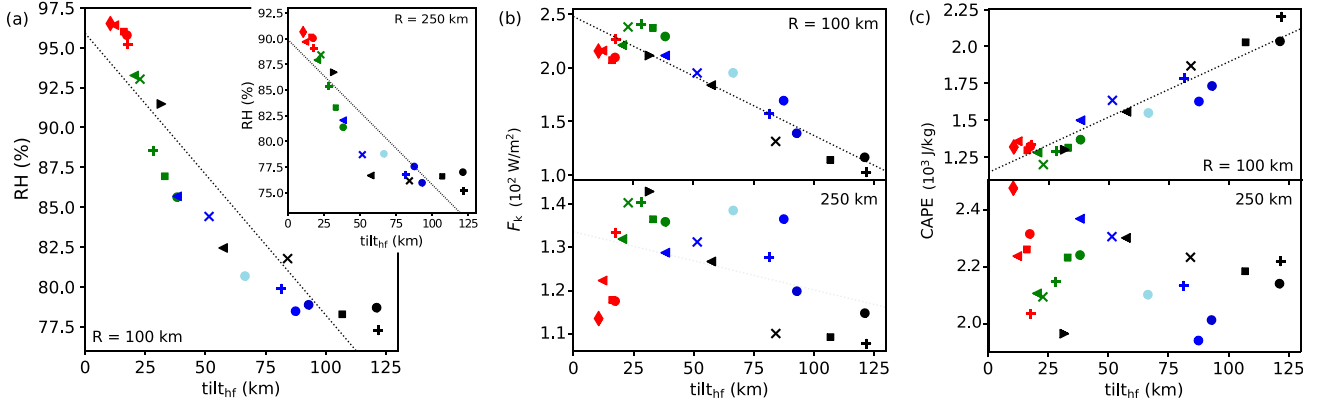 (a)
97.5
95.0
92.5
90.0
87.5
85.0
82.5
80.0
77.5
RH (%)
R = 100 km
0 25 50 75 100 125
tilt_hf (km)
95.0
92.5
90.0
87.5
85.0
82.5
80.0
77.5
75.0
RH (%)
R = 250 km
0 25 50 75 100 125
tilt_hf (km)
(b)
2.5
2.0
1.5
1.0
R = 100 km
F_k (10² W/m²)
1.4
1.3
1.2
1.1
250 km
0 25 50 75 100 125
tilt_hf (km)
(c)
2.25
2.00
1.75
1.50
1.25
R = 100 km
CAPE (10³ J/kg)
2.4
2.2
2.0
250 km
0 25 50 75 100 125
tilt_hf (km)